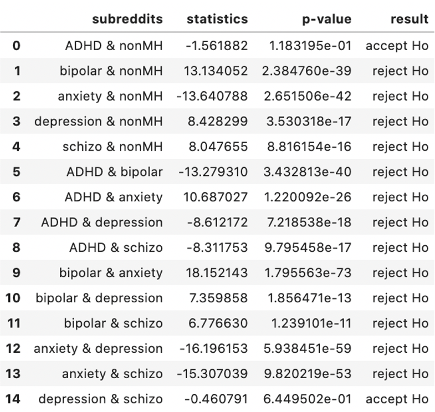 subreddits statistics p-value result
0 ADHD & nonMH -1.561882 1.183195e-01 accept Ho
1 bipolar & nonMH 13.134052 2.384760e-39 reject Ho
2 anxiety & nonMH -13.640788 2.651506e-42 reject Ho
3 depression & nonMH 8.428299 3.530318e-17 reject Ho
4 schizo & nonMH 8.047655 8.816154e-16 reject Ho
5 ADHD & bipolar -13.279310 3.432813e-40 reject Ho
6 ADHD & anxiety 10.687027 1.220092e-26 reject Ho
7 ADHD & depression -8.612172 7.218538e-18 reject Ho
8 ADHD & schizo -8.311753 9.795458e-17 reject Ho
9 bipolar & anxiety 18.152143 1.795563e-73 reject Ho
10 bipolar & depression 7.359858 1.856471e-13 reject Ho
11 bipolar & schizo 6.776630 1.239101e-11 reject Ho
12 anxiety & depression -16.196153 5.938451e-59 reject Ho
13 anxiety & schizo -15.307039 9.820219e-53 reject Ho
14 depression & schizo -0.460791 6.449502e-01 accept Ho